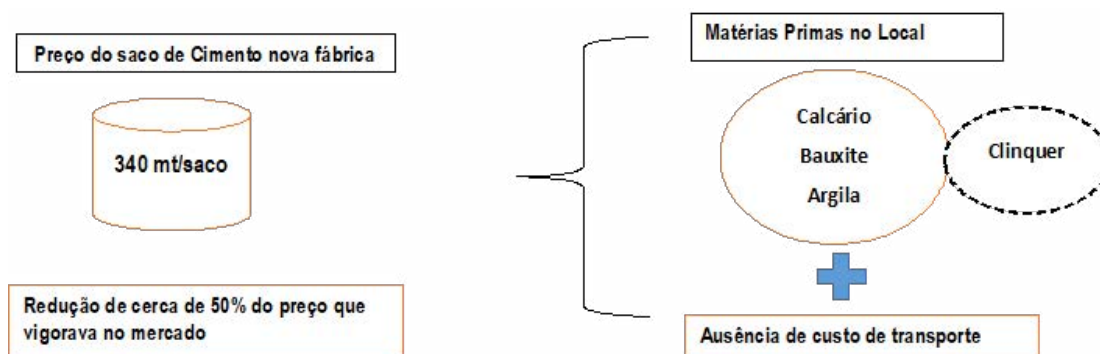 Preço do saco de Cimento nova fábrica
340 mt/saco
Redução de cerca de 50% do preço que
vigorava no mercado
Matérias Primas no Local
Calcário
Bauxite
Argila
Clinquer
Ausência de custo de transporte